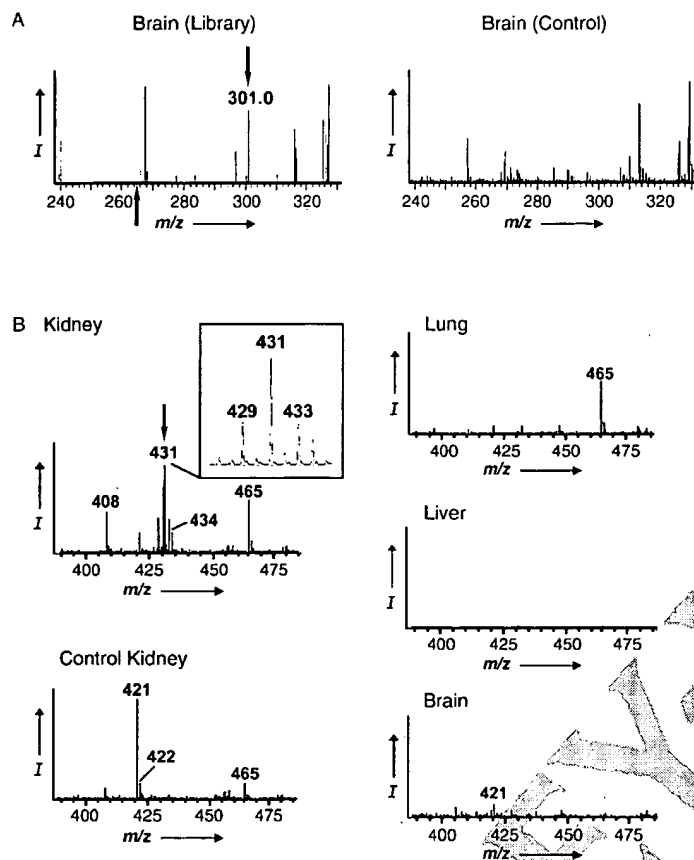 A
Brain (Library)
301.0
I
240 260 280 300 320
m/z
Brain (Control)
I
240 260 280 300 320
m/z
B
Kidney
431
429 433
431
408
434
465
I
400 425 450 475
m/z
Control Kidney
421
422
465
I
400 425 450 475
m/z
Lung
465
I
400 425 450 475
m/z
Liver
I
400 425 450 475
m/z
Brain
421
I
400 425 450 475
m/z